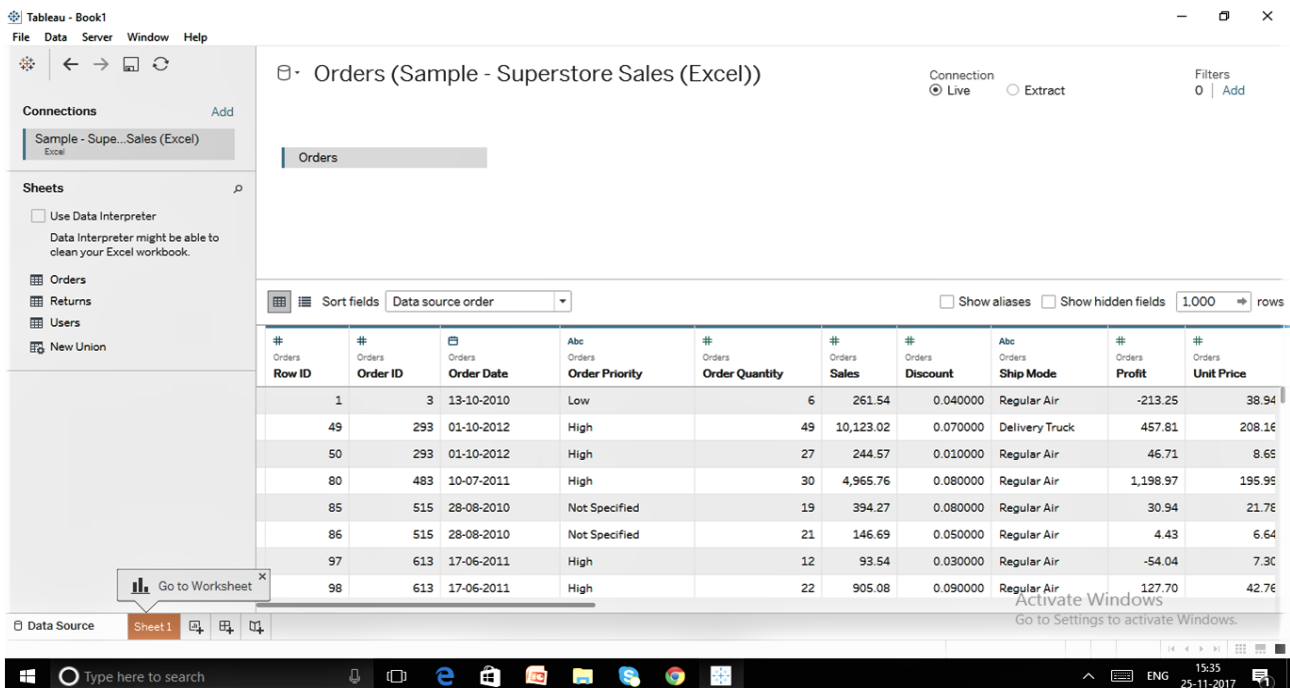 Tableau - Book1
File Data Server Window Help
Connections Add
Sample - Supe...Sales (Excel)
Excel
Sheets
Use Data Interpreter
Data Interpreter might be able to
clean your Excel workbook.
Orders
Returns
Users
New Union
Orders (Sample - Superstore Sales (Excel))
Connection
Live Extract
Filters
0 | Add
Orders
Sort fields Data source order Show aliases Show hidden fields 1,000 rows
# # Abc # # # Abc # #
Orders Orders Orders Orders Orders Orders Orders Orders Orders Orders
Row ID Order ID Order Date Order Priority Order Quantity Sales Discount Ship Mode Profit Unit Price
1 3 13-10-2010 Low 6 261.54 0.040000 Regular Air -213.25 38.94
49 293 01-10-2012 High 49 10,123.02 0.070000 Delivery Truck 457.81 208.16
50 293 01-10-2012 High 27 244.57 0.010000 Regular Air 46.71 8.69
80 483 10-07-2011 High 30 4,965.76 0.080000 Regular Air 1,198.97 195.99
85 515 28-08-2010 Not Specified 19 394.27 0.080000 Regular Air 30.94 21.78
86 515 28-08-2010 Not Specified 21 146.69 0.050000 Regular Air 4.43 6.64
97 613 17-06-2011 High 12 93.54 0.030000 Regular Air -54.04 7.30
98 613 17-06-2011 High 22 905.08 0.090000 Regular Air 127.70 42.76
Go to Worksheet
Activate Windows
Go to Settings to activate Windows.
Data Source Sheet 1
Type here to search
ENG
15:35
25-11-2017
1